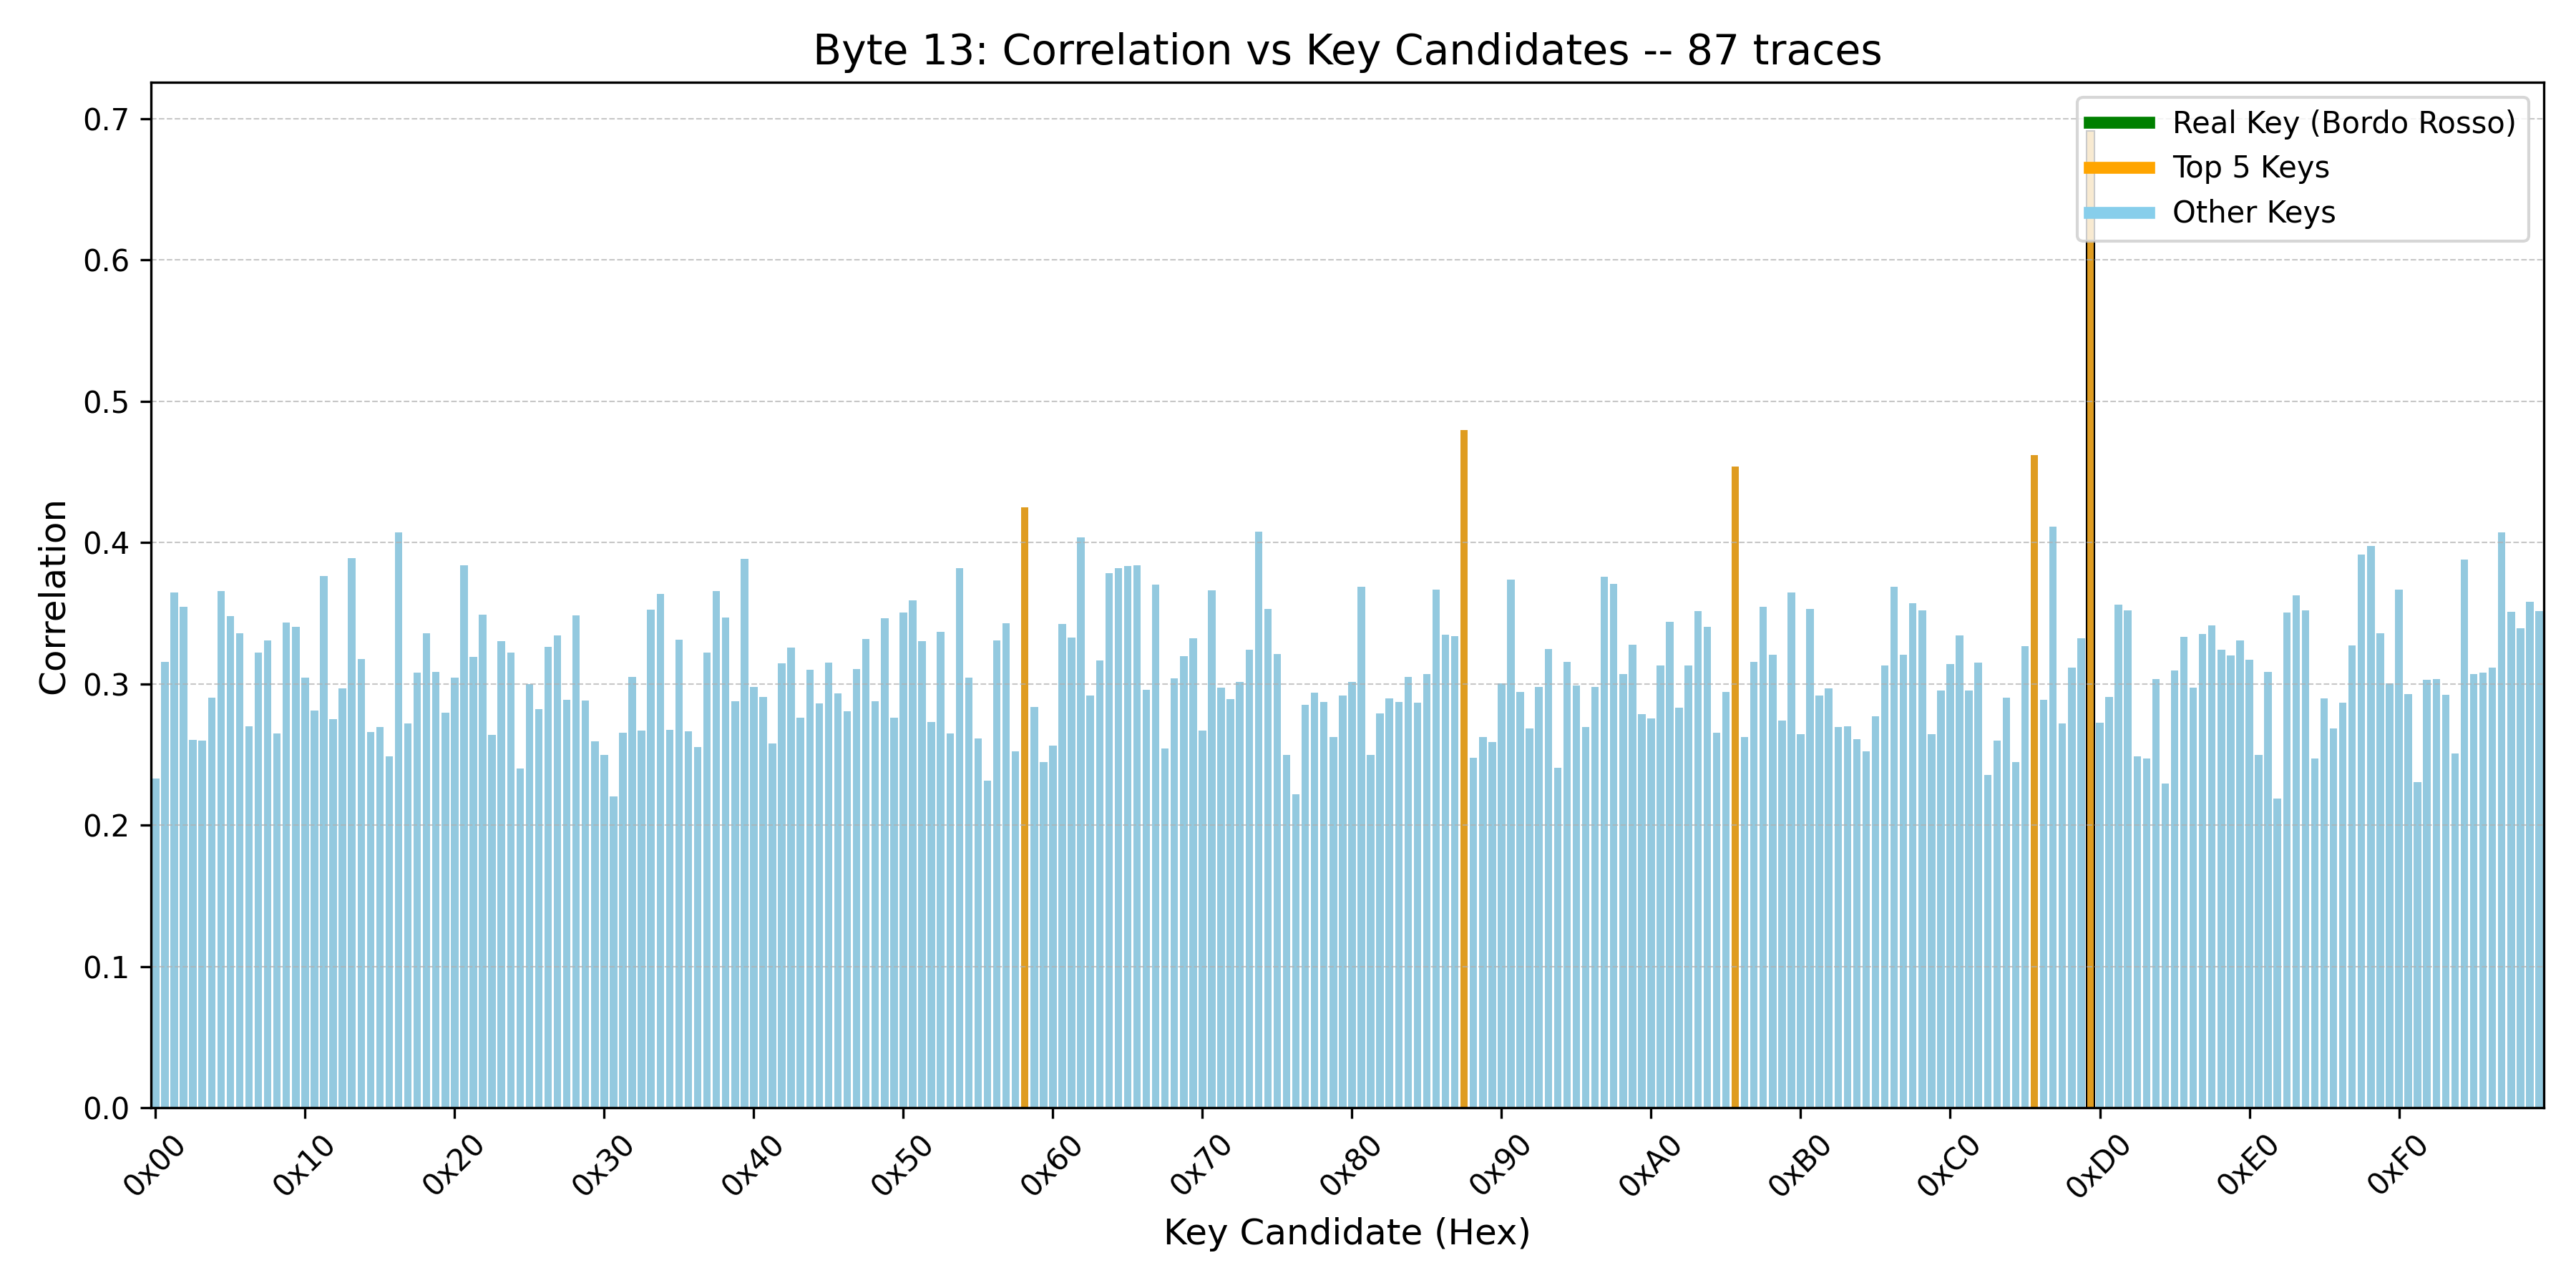 Byte 13: Correlation vs Key Candidates -- 87 traces
Real Key (Bordo Rosso)
Top 5 Keys
Other Keys
Correlation
0.7
0.6
0.5
0.4
0.3
0.2
0.1
0.0
0x00 0x10 0x20 0x30 0x40 0x50 0x60 0x70 0x80 0x90 0xA0 0xB0 0xC0 0xD0 0xE0 0xF0
Key Candidate (Hex)